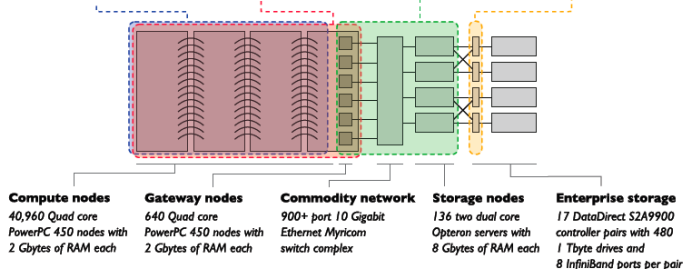 Compute nodes
40,960 Quad core
PowerPC 450 nodes with
2 Gbytes of RAM each
Gateway nodes
640 Quad core
PowerPC 450 nodes with
2 Gbytes of RAM each
Commodity network
900+ port 10 Gigabit
Ethernet Myricom
switch complex
Storage nodes
136 two dual core
Opteron servers with
8 Gbytes of RAM each
Enterprise storage
17 DataDirect S2A9900
controller pairs with 480
1 Tbyte drives and
8 InfiniBand ports per pair